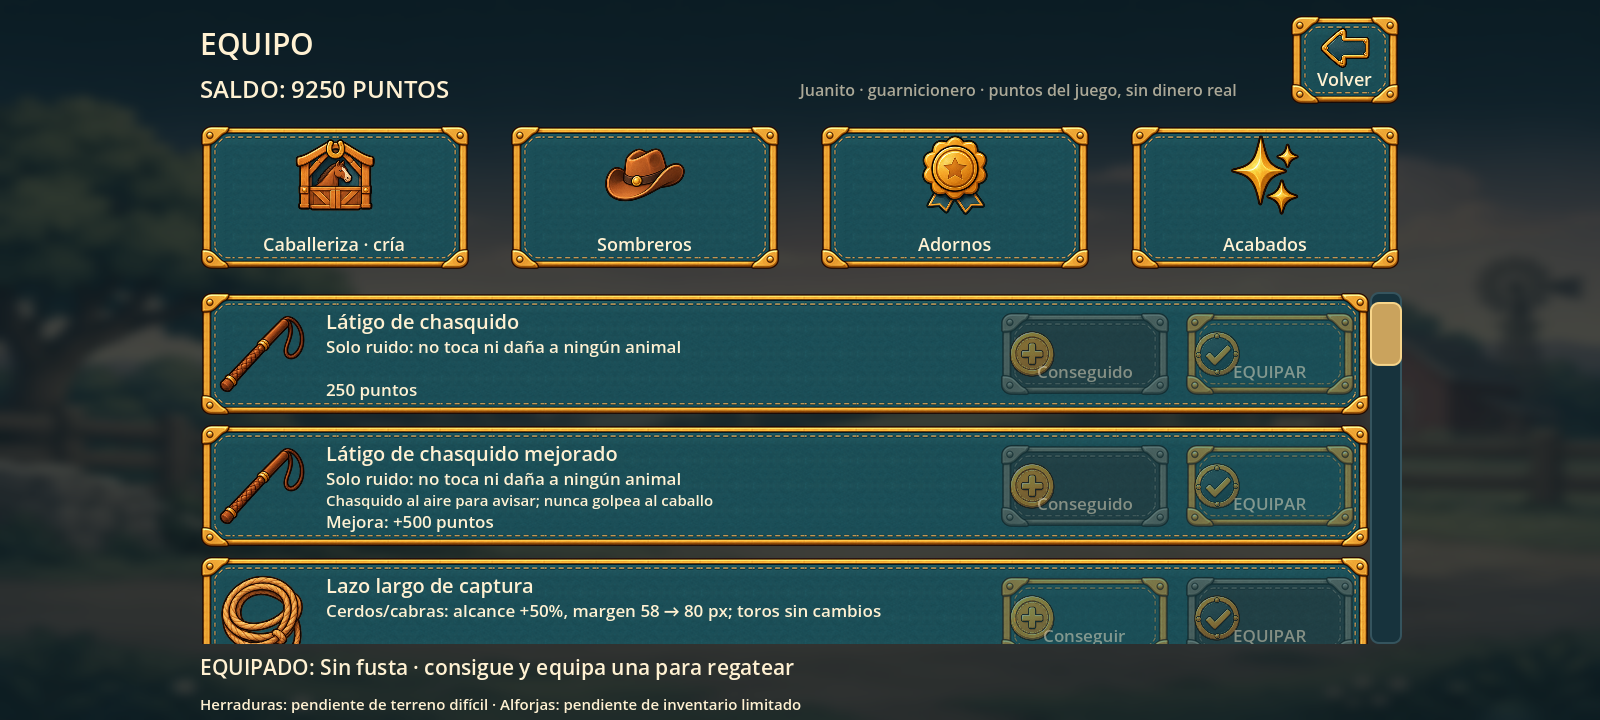 EQUIPO
SALDO: 9250 PUNTOS
Juanito · guarnicionero · puntos del juego, sin dinero real
Volver
Caballeriza · cría
Sombreros
Adornos
Acabados
Látigo de chasquido
Solo ruido: no toca ni daña a ningún animal
250 puntos
Conseguido
EQUIPAR
Látigo de chasquido mejorado
Solo ruido: no toca ni daña a ningún animal
Chasquido al aire para avisar; nunca golpea al caballo
Mejora: +500 puntos
Conseguido
EQUIPAR
Lazo largo de captura
Cerdos/cabras: alcance +50%, margen 58 → 80 px; toros sin cambios
Conseguir
EQUIPAR
EQUIPADO: Sin fusta · consigue y equipa una para regatear
Herraduras: pendiente de terreno difícil · Alforjas: pendiente de inventario limitado